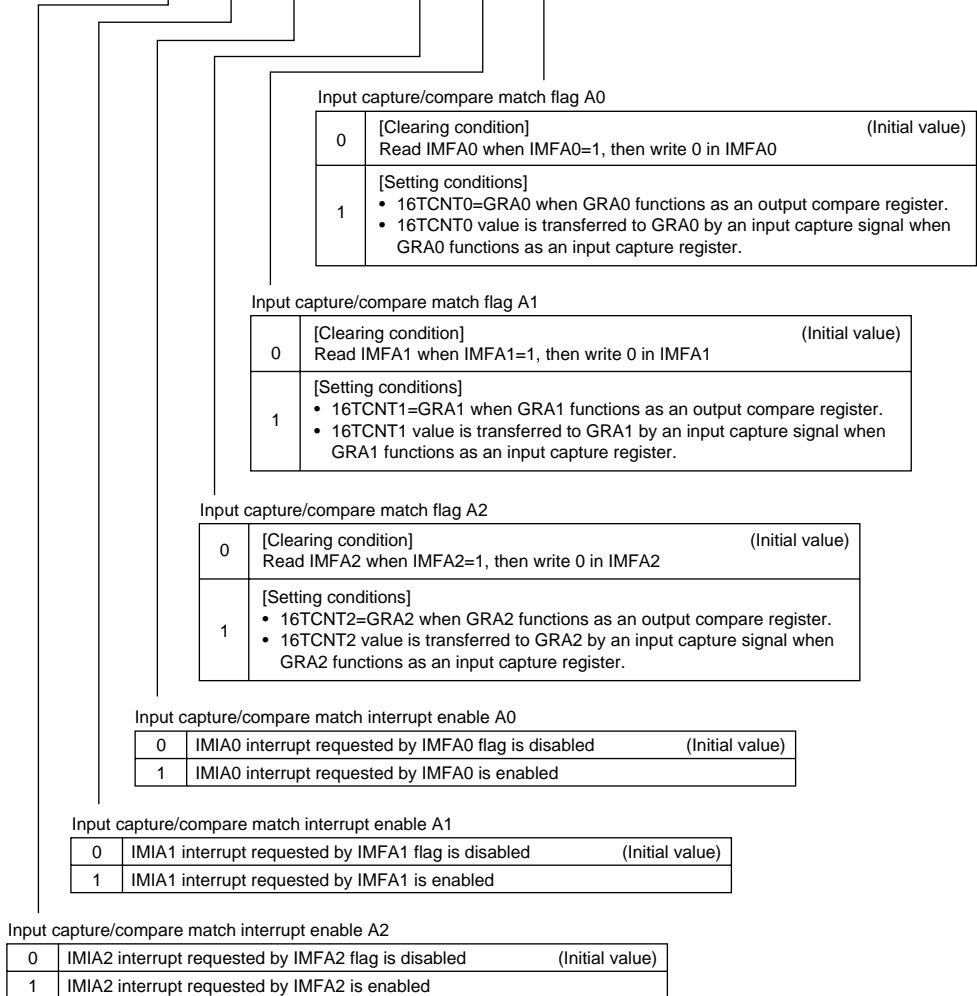 Input capture/compare match flag A0
0 [Clearing condition] (Initial value)
Read IMFA0 when IMFA0=1, then write 0 in IMFA0
1 [Setting conditions]
• 16TCNT0=GRA0 when GRA0 functions as an output compare register.
• 16TCNT0 value is transferred to GRA0 by an input capture signal when
GRA0 functions as an input capture register.
Input capture/compare match flag A1
0 [Clearing condition] (Initial value)
Read IMFA1 when IMFA1=1, then write 0 in IMFA1
1 [Setting conditions]
• 16TCNT1=GRA1 when GRA1 functions as an output compare register.
• 16TCNT1 value is transferred to GRA1 by an input capture signal when
GRA1 functions as an input capture register.
Input capture/compare match flag A2
0 [Clearing condition] (Initial value)
Read IMFA2 when IMFA2=1, then write 0 in IMFA2
1 [Setting conditions]
• 16TCNT2=GRA2 when GRA2 functions as an output compare register.
• 16TCNT2 value is transferred to GRA2 by an input capture signal when
GRA2 functions as an input capture register.
Input capture/compare match interrupt enable A0
0 IMIA0 interrupt requested by IMFA0 flag is disabled (Initial value)
1 IMIA0 interrupt requested by IMFA0 is enabled
Input capture/compare match interrupt enable A1
0 IMIA1 interrupt requested by IMFA1 flag is disabled (Initial value)
1 IMIA1 interrupt requested by IMFA1 is enabled
Input capture/compare match interrupt enable A2
0 IMIA2 interrupt requested by IMFA2 flag is disabled (Initial value)
1 IMIA2 interrupt requested by IMFA2 is enabled